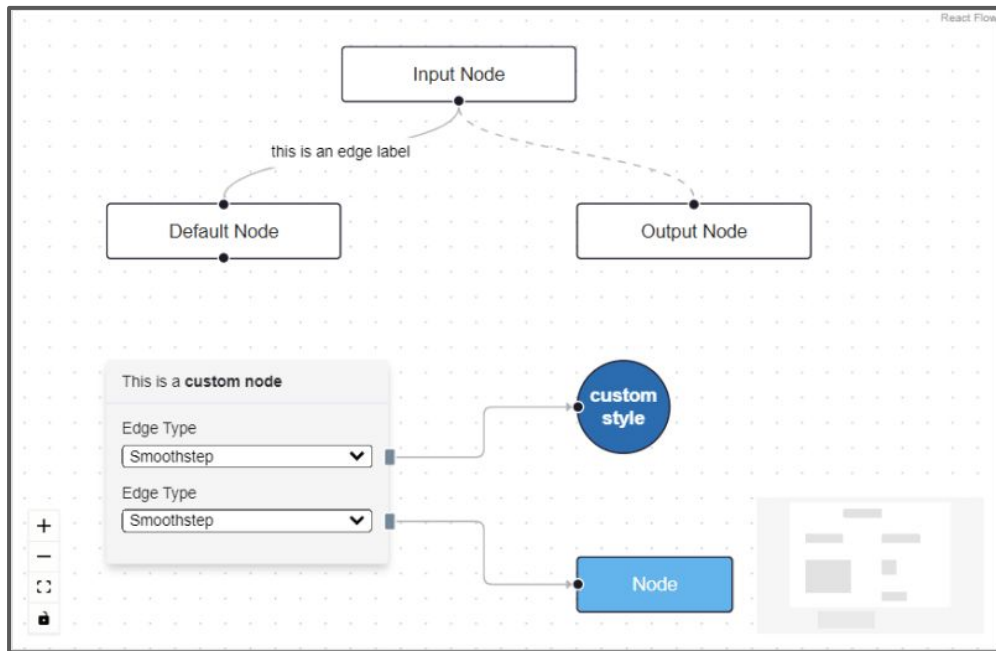 React Flow
Input Node
this is an edge label
Default Node
Output Node
This is a custom node
custom
style
Edge Type
Smoothstep
Edge Type
Smoothstep
Node